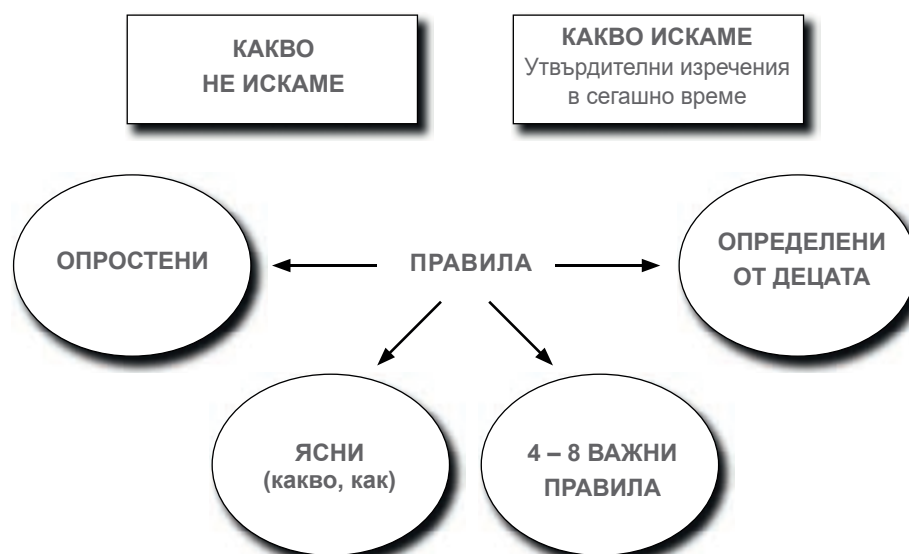 КАКВО
НЕ ИСКАМЕ
КАКВО ИСКАМЕ
Утвърдителни изречения
в сегашно време
ОПРОСТЕНИ
ПРАВИЛА
ОПРЕДЕЛЕНИ
ОТ ДЕЦАТА
ЯСНИ
(какво, как)
4 – 8 ВАЖНИ
ПРАВИЛА